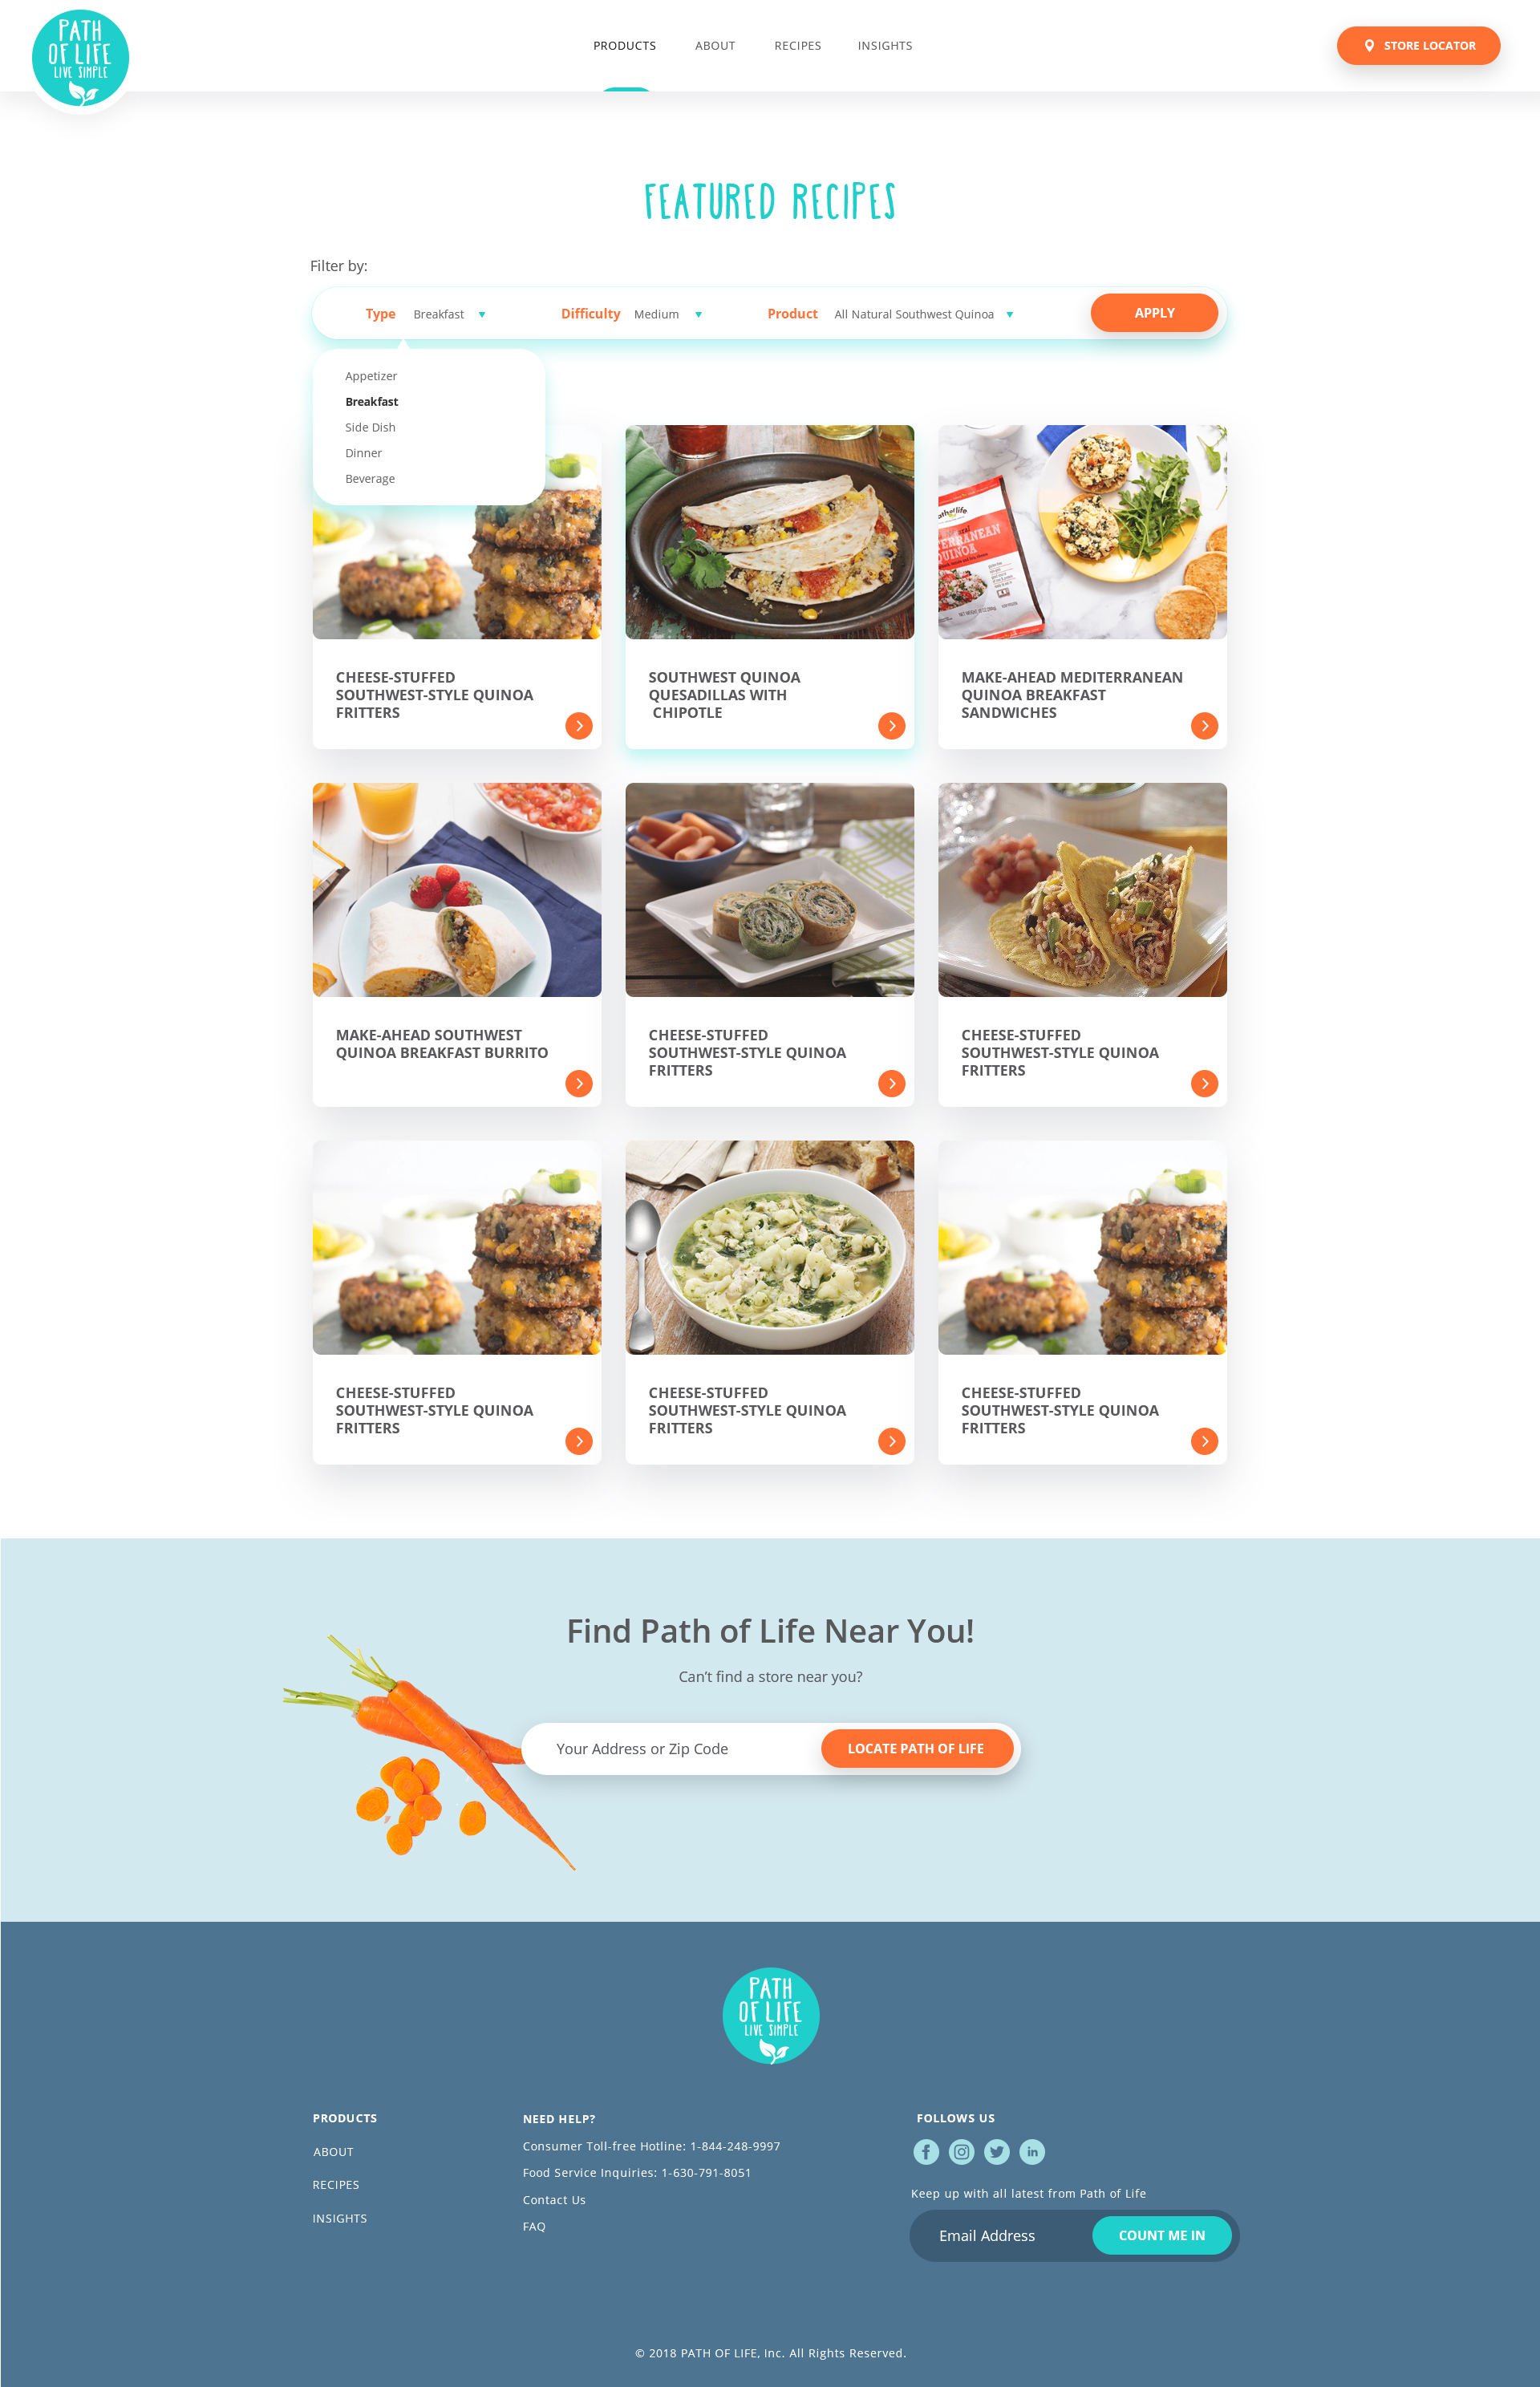 PATH
OF LIFE
LIVE SIMPLE
PRODUCTS
ABOUT
RECIPES
INSIGHTS
STORE LOCATOR
FEATURED RECIPES
Filter by:
Type Breakfast
Difficulty Medium
Product All Natural Southwest Quinoa
APPLY
Appetizer
Breakfast
Side Dish
Dinner
Beverage
CHEESE-STUFFED
SOUTHWEST-STYLE QUINOA
FRITTERS
SOUTHWEST QUINOA
QUESADILLAS WITH
CHIPOTLE
MAKE-AHEAD MEDITERRANEAN
QUINOA BREAKFAST
SANDWICHES
MAKE-AHEAD SOUTHWEST
QUINOA BREAKFAST BURRITO
CHEESE-STUFFED
SOUTHWEST-STYLE QUINOA
FRITTERS
CHEESE-STUFFED
SOUTHWEST-STYLE QUINOA
FRITTERS
CHEESE-STUFFED
SOUTHWEST-STYLE QUINOA
FRITTERS
CHEESE-STUFFED
SOUTHWEST-STYLE QUINOA
FRITTERS
CHEESE-STUFFED
SOUTHWEST-STYLE QUINOA
FRITTERS
Find Path of Life Near You!
Can’t find a store near you?
Your Address or Zip Code
LOCATE PATH OF LIFE
PATH
OF LIFE
LIVE SIMPLE
PRODUCTS
ABOUT
RECIPES
INSIGHTS
NEED HELP?
Consumer Toll-free Hotline: 1-844-248-9997
Food Service Inquiries: 1-630-791-8051
Contact Us
FAQ
FOLLOWS US
Keep up with all latest from Path of Life
Email Address
COUNT ME IN
© 2018 PATH OF LIFE, Inc. All Rights Reserved.